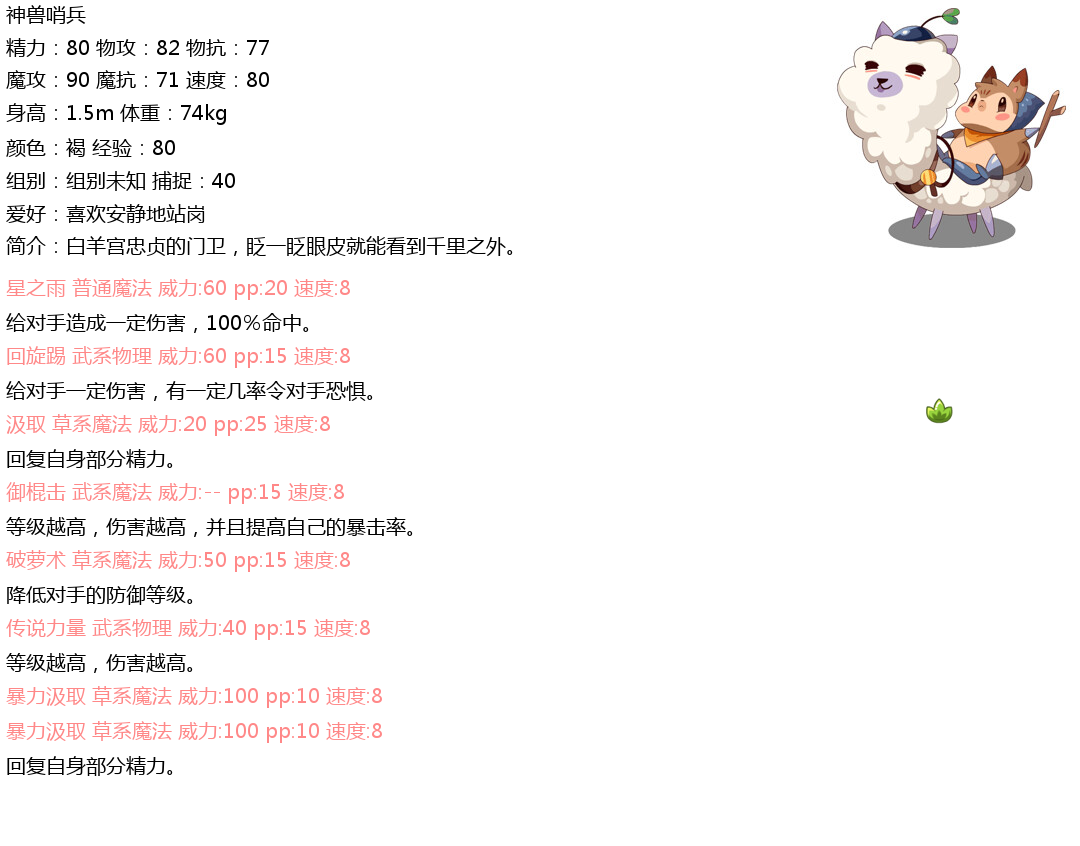 神兽哨兵
精力：80 物攻：82 物抗：77
魔攻：90 魔抗：71 速度：80
身高：1.5m 体重：74kg
颜色：褐 经验：80
组别：组别未知 捕捉：40
爱好：喜欢安静地站岗
简介：白羊宫忠贞的门卫，眨一眨眼皮就能看到千里之外。
星之雨 普通魔法 威力:60 pp:20 速度:8
给对手造成一定伤害，100%命中。
回旋踢 武系物理 威力:60 pp:15 速度:8
给对手一定伤害，有一定几率令对手恐惧。
汲取 草系魔法 威力:20 pp:25 速度:8
回复自身部分精力。
御棍击 武系魔法 威力:-- pp:15 速度:8
等级越高，伤害越高，并且提高自己的暴击率。
破萝术 草系魔法 威力:50 pp:15 速度:8
降低对手的防御等级。
传说力量 武系物理 威力:40 pp:15 速度:8
等级越高，伤害越高。
暴力汲取 草系魔法 威力:100 pp:10 速度:8
暴力汲取 草系魔法 威力:100 pp:10 速度:8
回复自身部分精力。